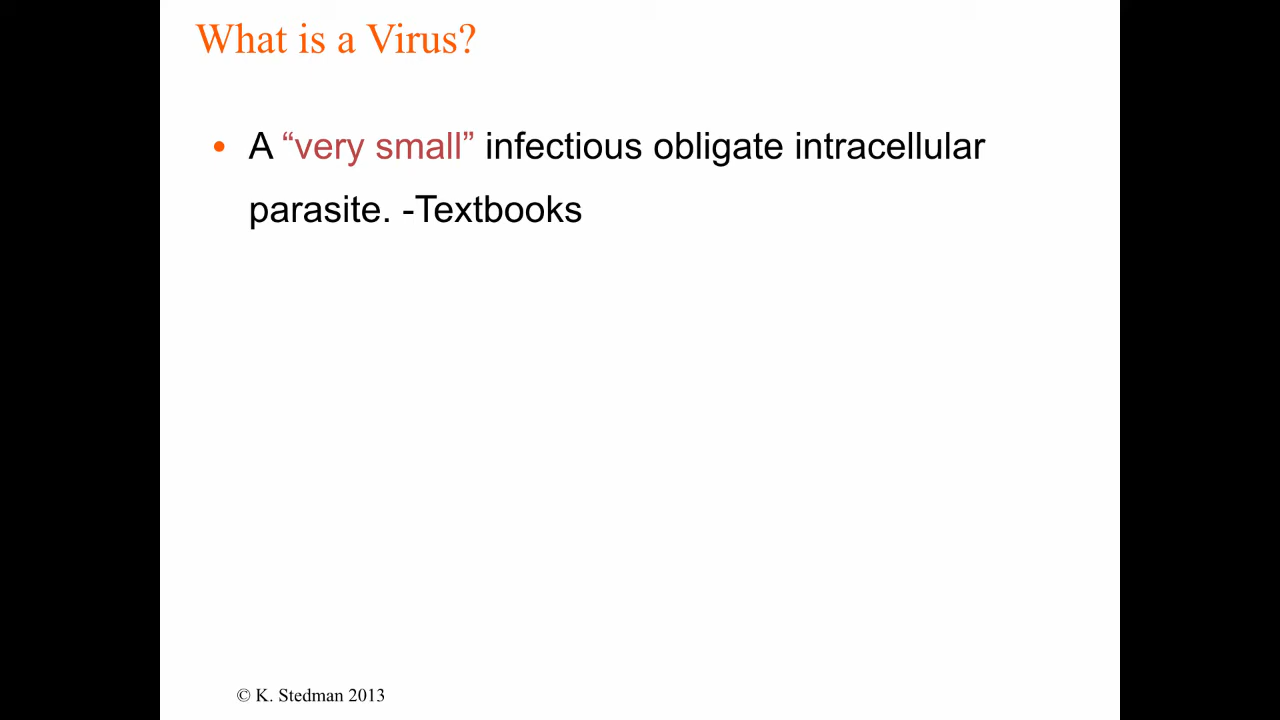 What is a Virus?
• A “very small” infectious obligate intracellular
parasite. -Textbooks
© K. Stedman 2013